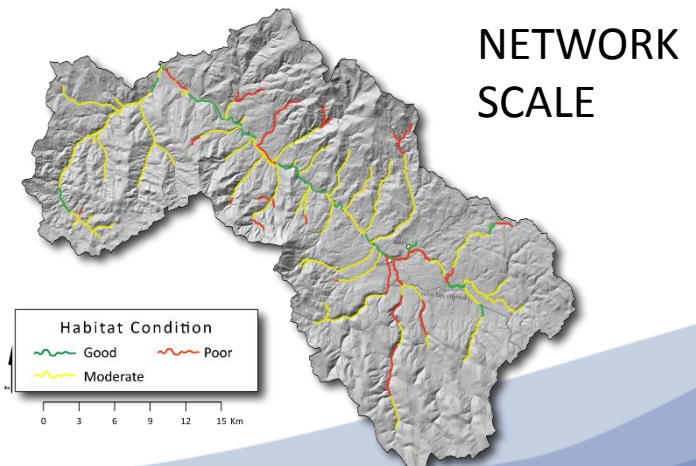 NETWORK
SCALE
Habitat Condition
Good
Poor
Moderate
0 3 6 9 12 15 Km